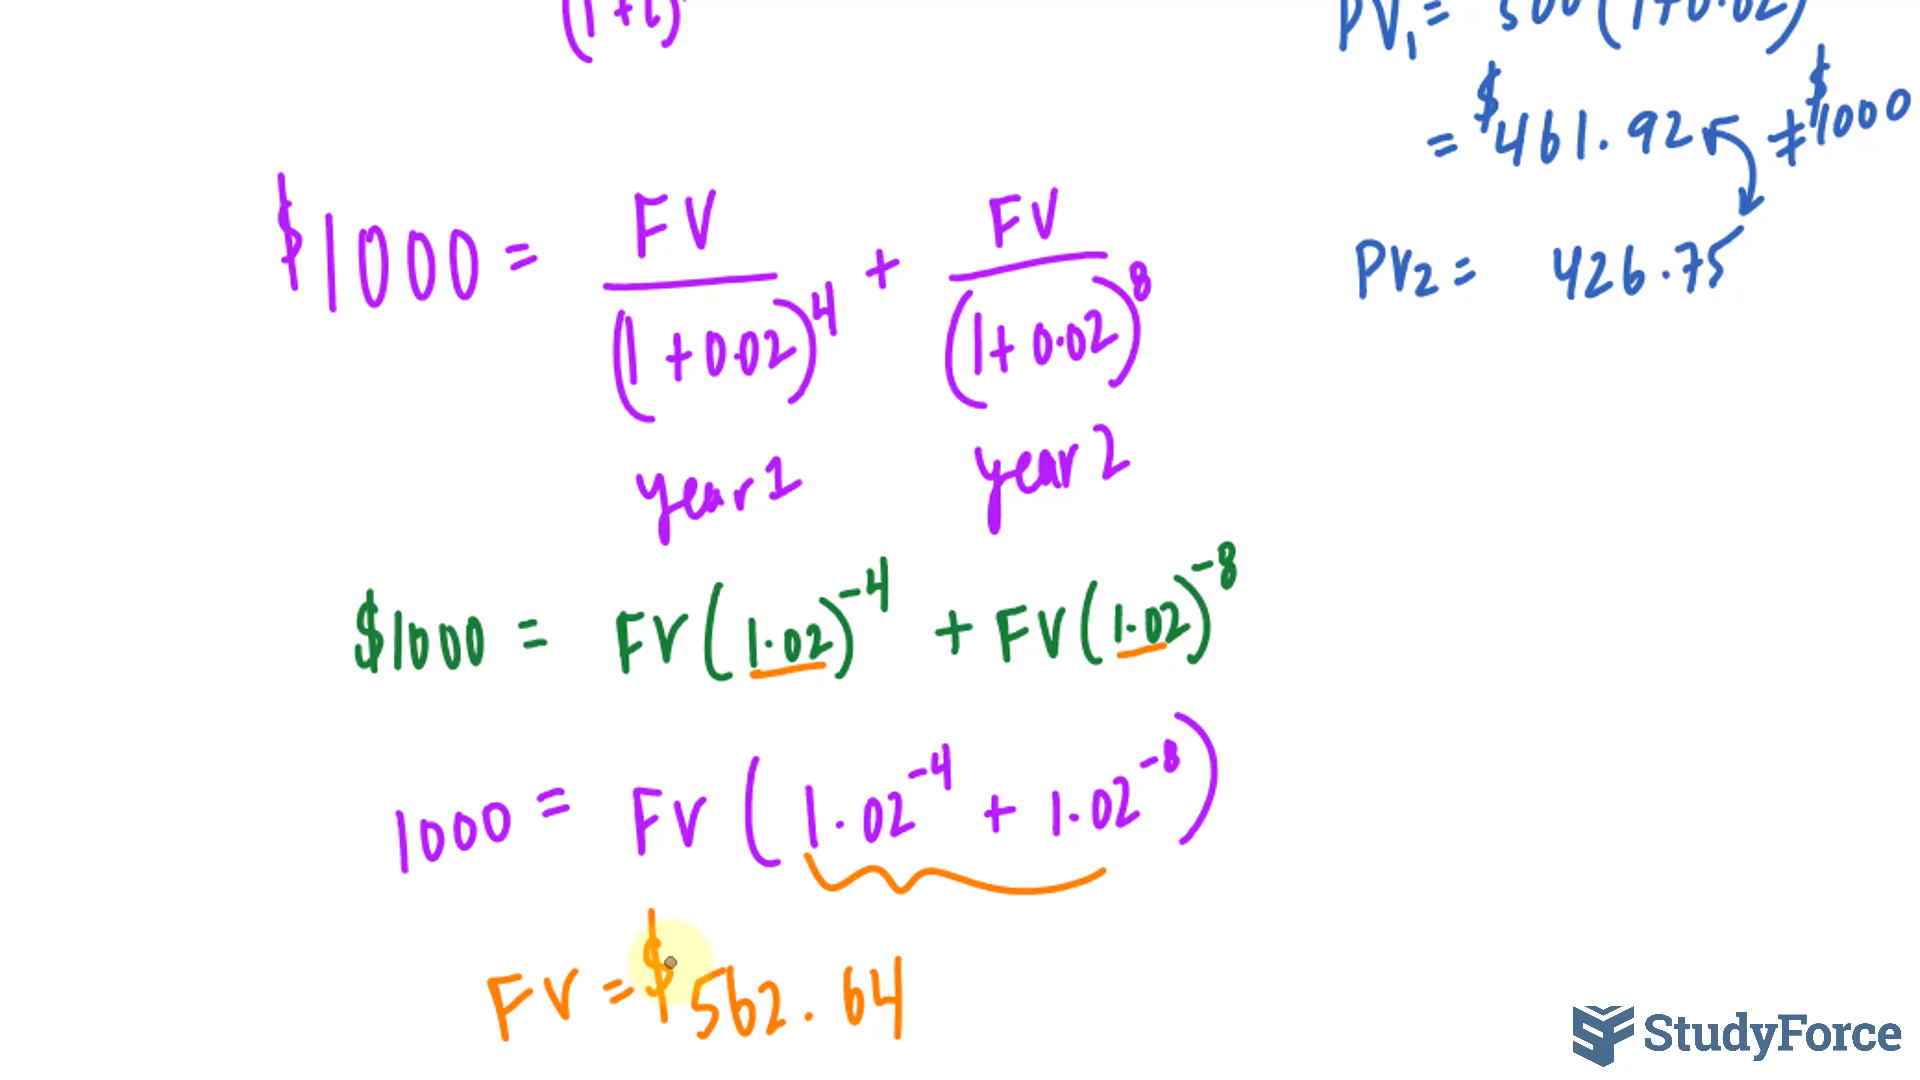 (1+i)
PV₁ = 500(1+0.02)
= $461.92 ≠ $1000
PV2 = 426.75
$1000 = FV/(1+0.02)⁴ + FV/(1+0.02)⁸
year 1 year 2
$1000 = FV(1.02)⁻⁴ + FV(1.02)⁻⁸
1000 = FV(1.02⁻⁴ + 1.02⁻⁸)
FV = $562.64
StudyForce